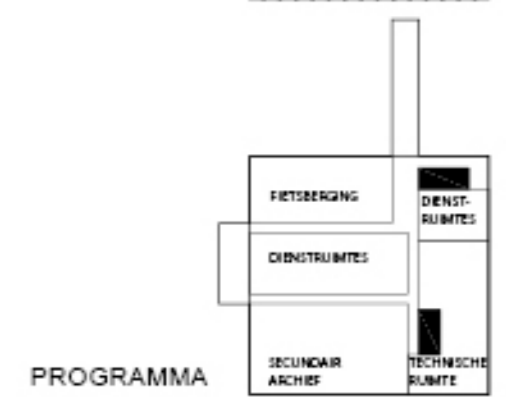 FIETSBERGING
DIENST-
RUIMTES
DIENSTRUIMTES
SECUNDAIR
ARCHIEF
TECHNISCHE
RUIMTE
PROGRAMMA